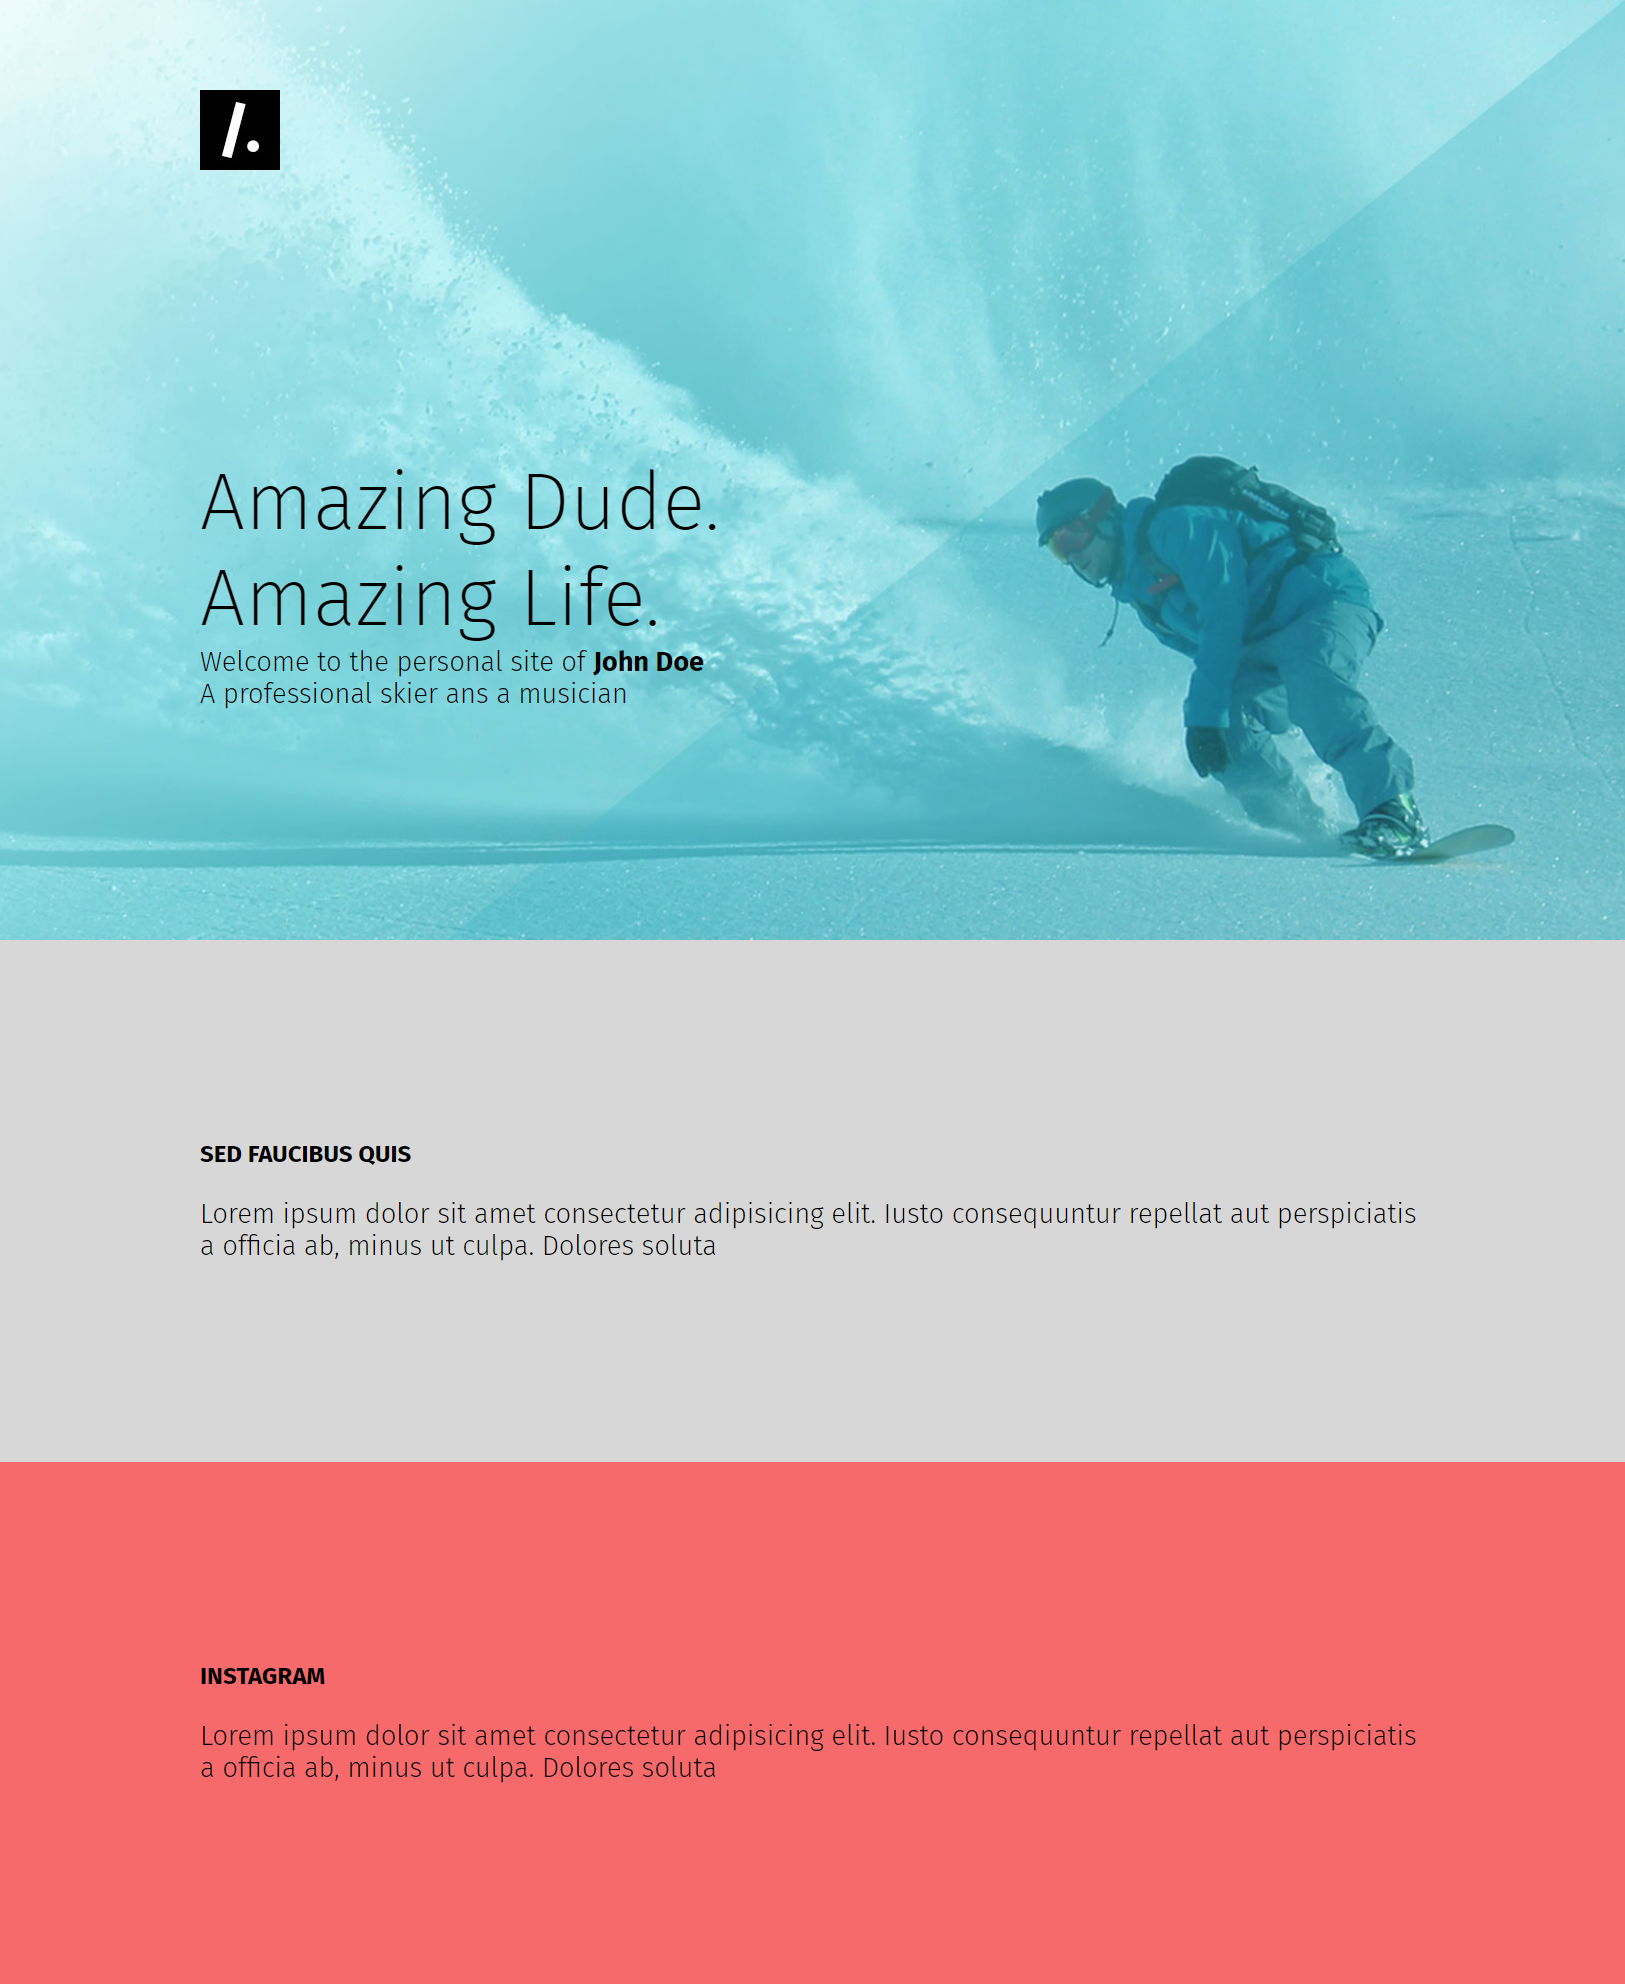 /.
Amazing Dude.
Amazing Life.
Welcome to the personal site of John Doe
A professional skier ans a musician
SED FAUCIBUS QUIS
Lorem ipsum dolor sit amet consectetur adipisicing elit. Iusto consequuntur repellat aut perspiciatis
a officia ab, minus ut culpa. Dolores soluta
INSTAGRAM
Lorem ipsum dolor sit amet consectetur adipisicing elit. Iusto consequuntur repellat aut perspiciatis
a officia ab, minus ut culpa. Dolores soluta